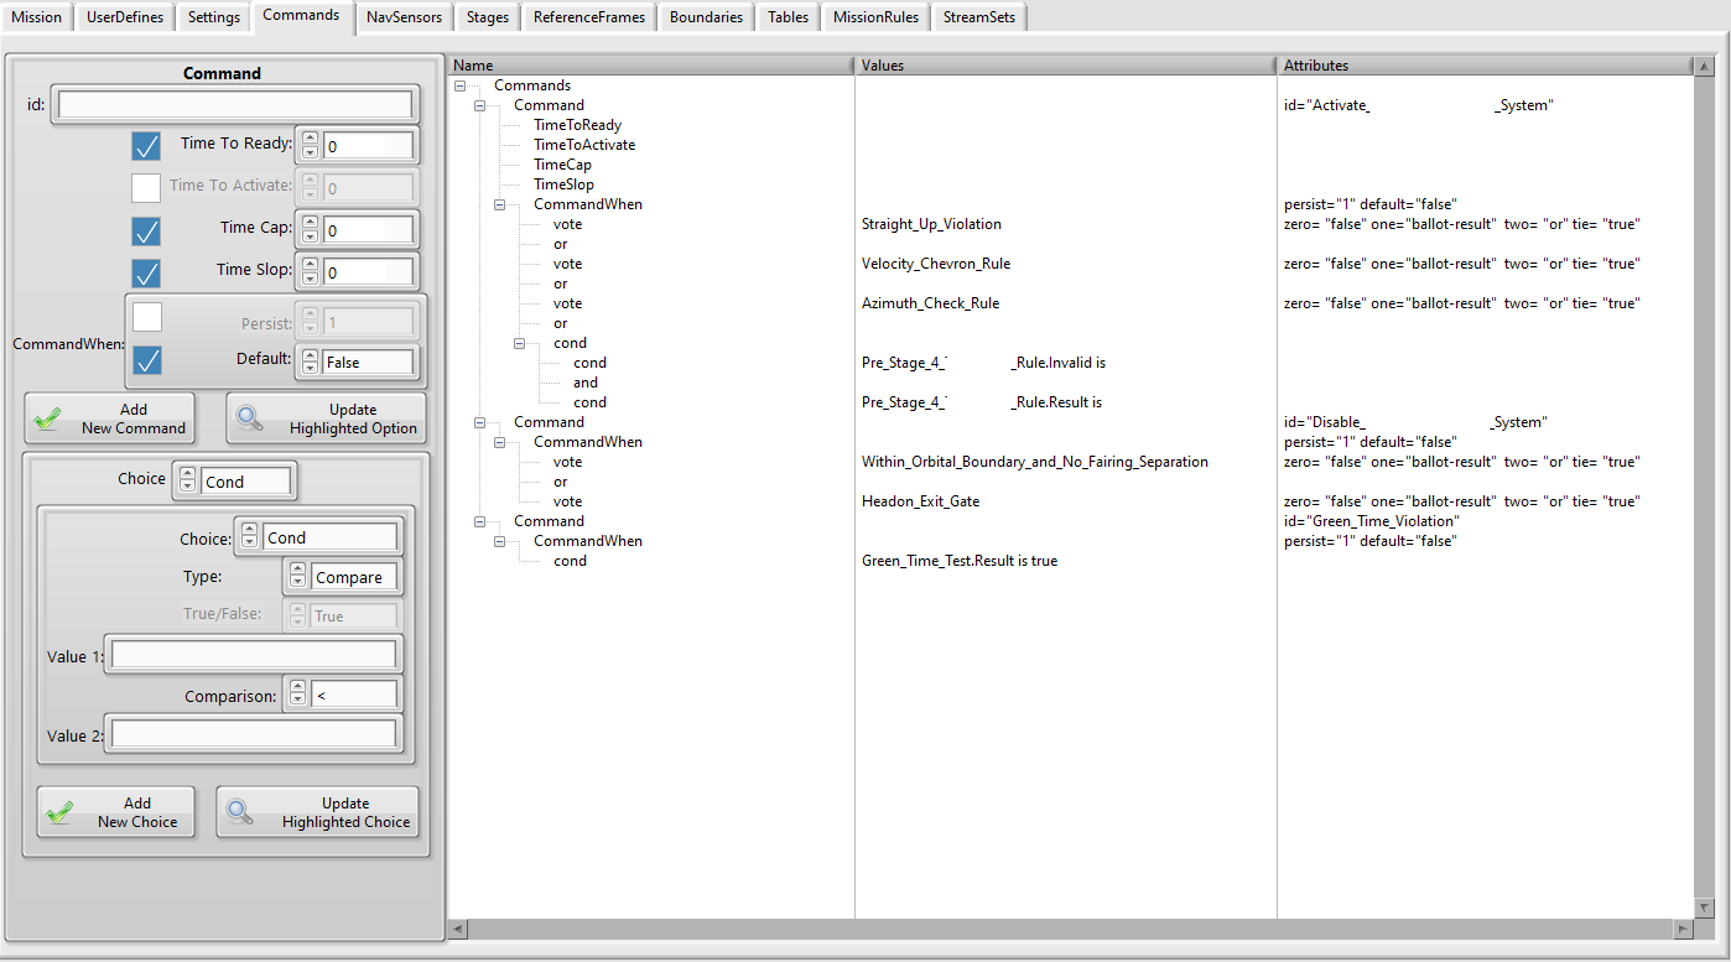 Mission UserDefines Settings Commands NavSensors Stages ReferenceFrames Boundaries Tables MissionRules StreamSets
Command
id:
Time To Ready: 0
Time To Activate: 0
Time Cap: 0
Time Slop: 0
CommandWhen:
Persist: 1
Default: False
Add
New Command
Update
Highlighted Option
Choice Cond
Choice: Cond
Type: Compare
True/False: True
Value 1:
Comparison: <
Value 2:
Add
New Choice
Update
Highlighted Choice
Name Values Attributes
Commands
Command id="Activate_ _System"
TimeToReady
TimeToActivate
TimeCap
TimeSlop
CommandWhen persist="1" default="false"
vote Straight_Up_Violation zero= "false" one="ballot-result" two= "or" tie= "true"
or
vote Velocity_Chevron_Rule zero= "false" one="ballot-result" two= "or" tie= "true"
or
vote Azimuth_Check_Rule zero= "false" one="ballot-result" two= "or" tie= "true"
or
cond
cond Pre_Stage_4_ _Rule.Invalid is
and
cond Pre_Stage_4_ _Rule.Result is
Command id="Disable_ _System"
CommandWhen persist="1" default="false"
vote Within_Orbital_Boundary_and_No_Fairing_Separation zero= "false" one="ballot-result" two= "or" tie= "true"
or
vote Headon_Exit_Gate zero= "false" one="ballot-result" two= "or" tie= "true"
Command id="Green_Time_Violation"
CommandWhen persist="1" default="false"
cond Green_Time_Test.Result is true